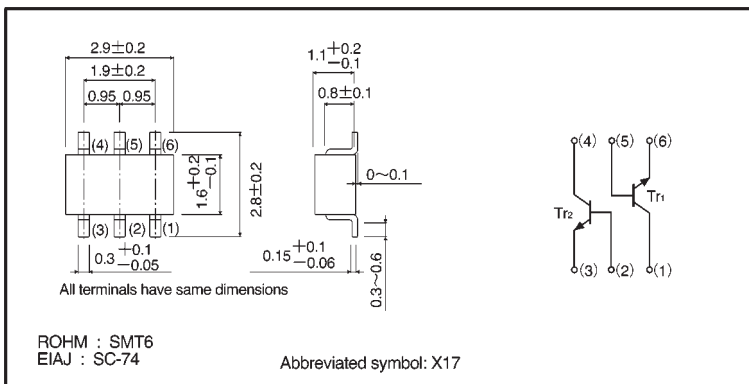 2.9±0.2
1.9±0.2
0.95 0.95
(4) (5) (6)
1.6+0.2−0.1
2.8±0.2
(3) (2) (1)
0.3+0.1−0.05
All terminals have same dimensions
1.1+0.2−0.1
0.8±0.1
0~0.1
0.15+0.1−0.06
0.3~0.6
(4) (5) (6)
Tr1
Tr2
(3) (2) (1)
ROHM : SMT6
EIAJ : SC-74
Abbreviated symbol: X17